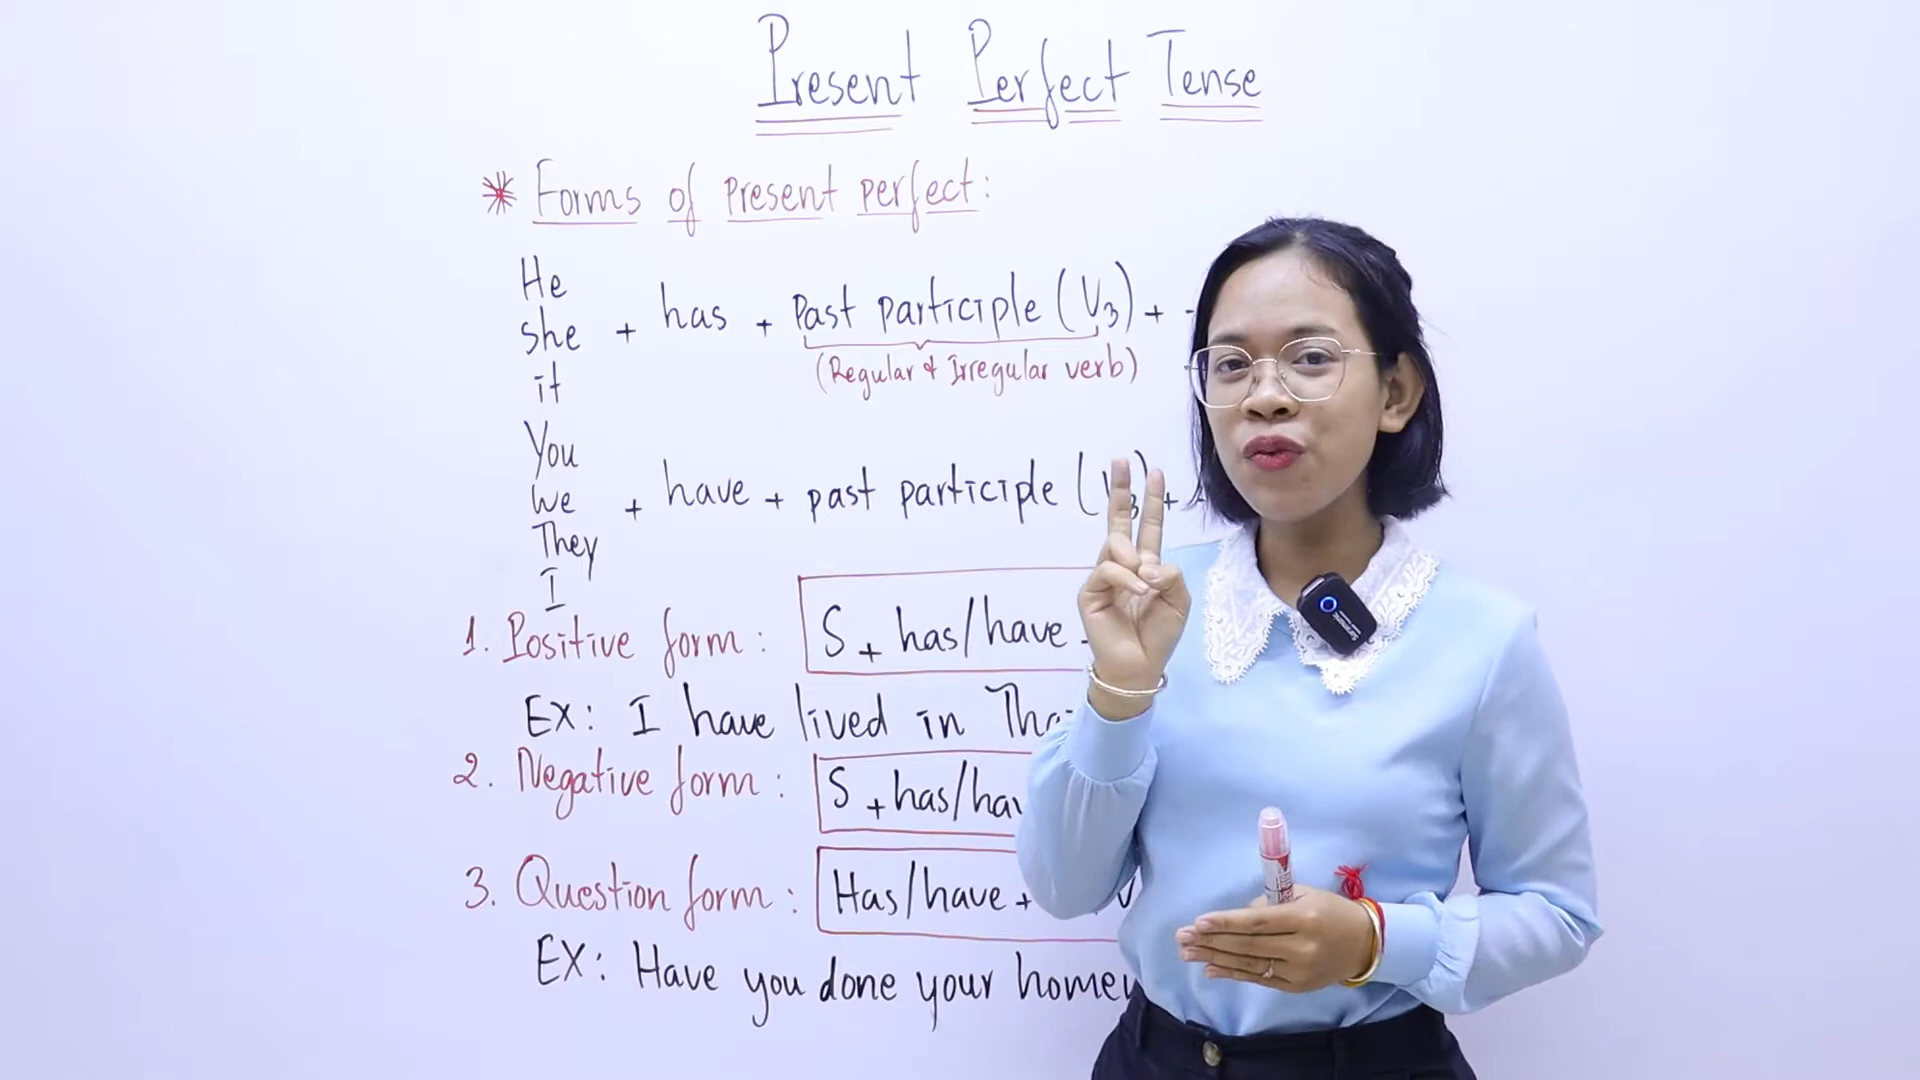 Present Perfect Tense
* Forms of present perfect:
He
she
it
+ has + Past participle (V3) +
(Regular & Irregular verb)
You
we
They
I
+ have + past participle (V3) +
1. Positive form: S + has/have
EX: I have lived in
2. Negative form: S + has/
3. Question form: Has/have +
EX: Have you done your